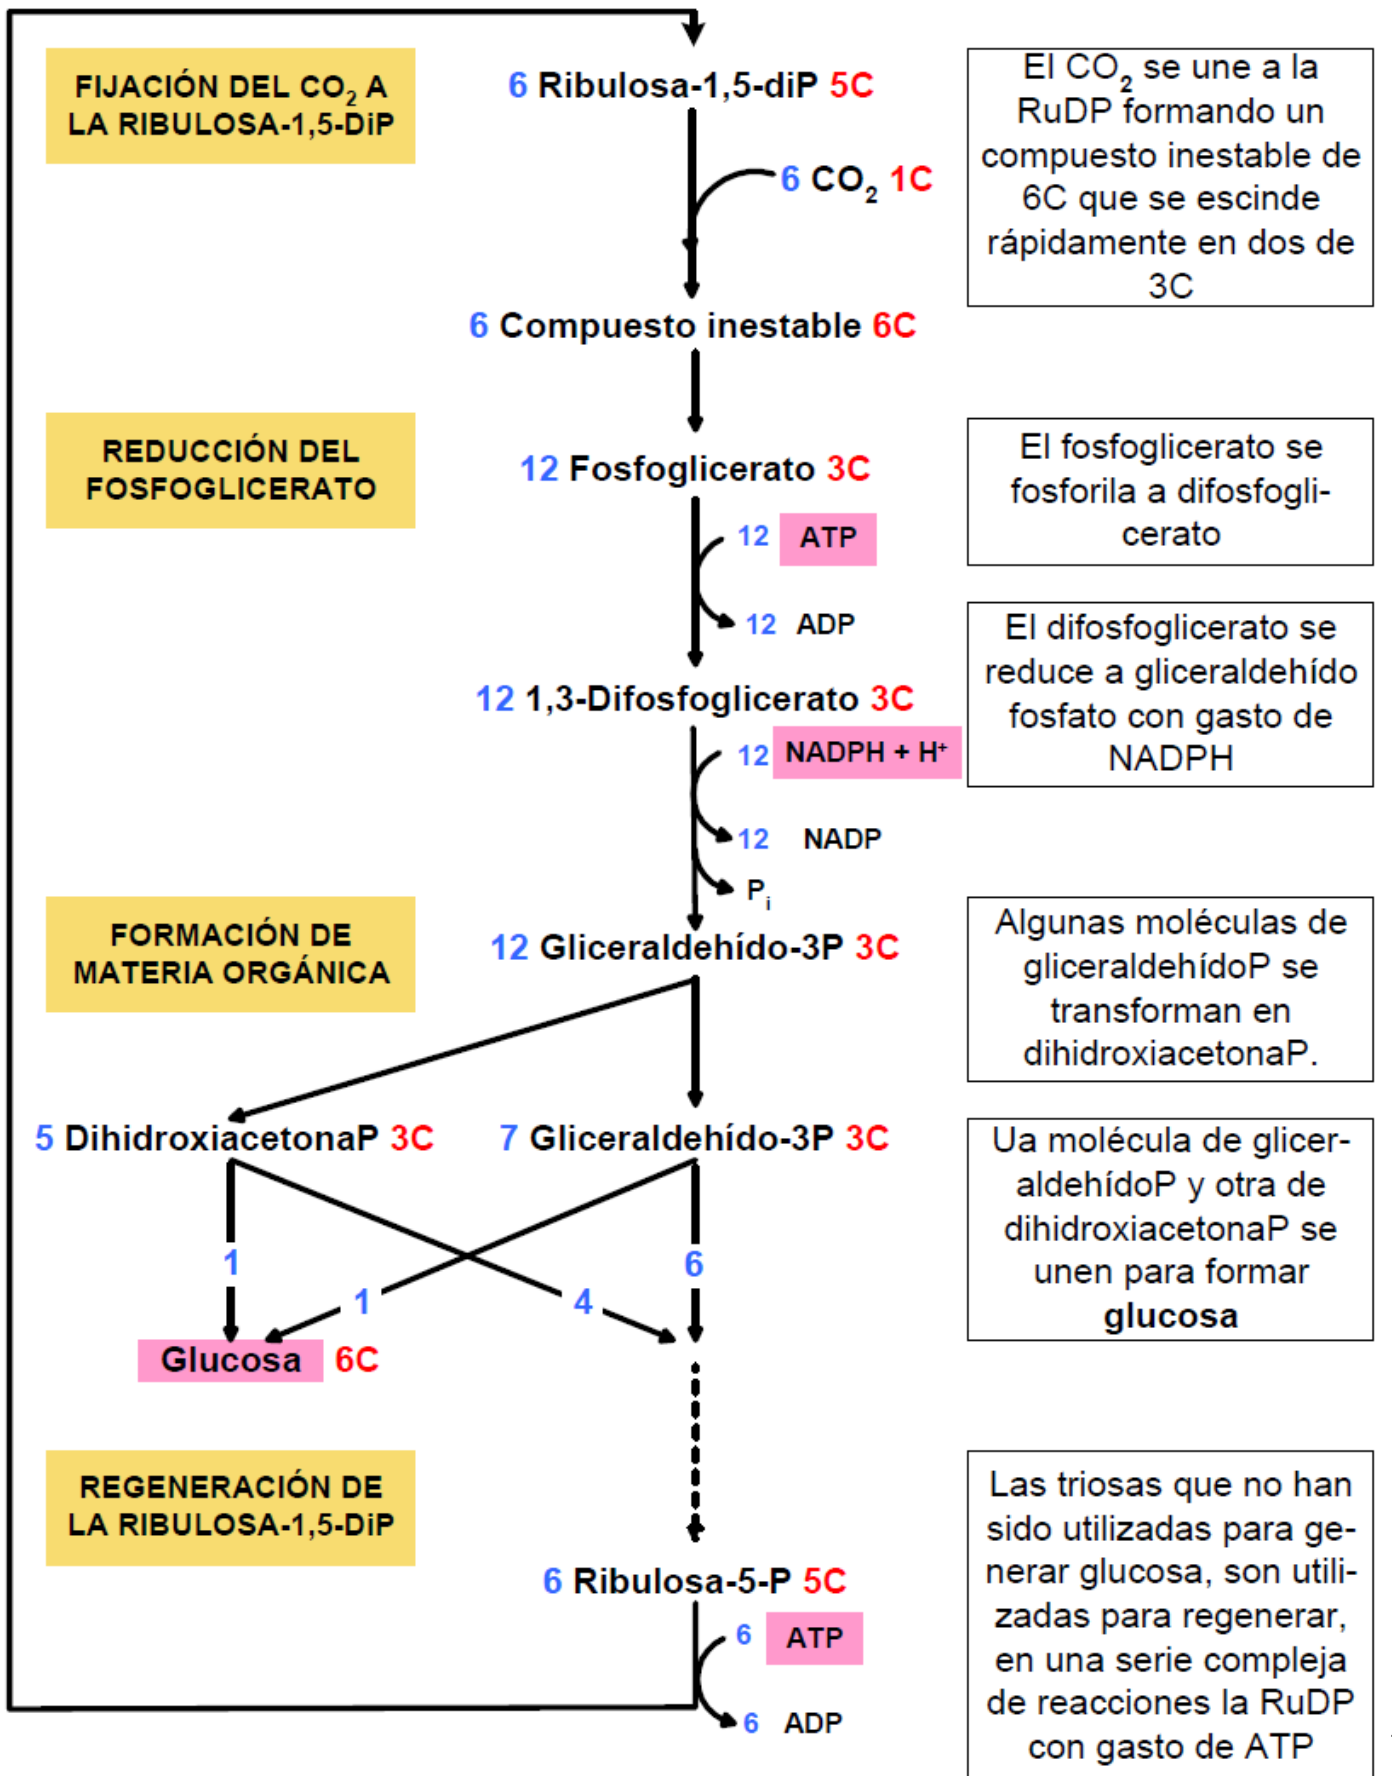 FIJACIÓN DEL CO₂ A
LA RIBULOSA-1,5-DiP
6 Ribulosa-1,5-diP 5C
6 CO₂ 1C
El CO₂ se une a la
RuDP formando un
compuesto inestable de
6C que se escinde
rápidamente en dos de
3C
6 Compuesto inestable 6C
REDUCCIÓN DEL
FOSFOGLICERATO
12 Fosfoglicerato 3C
12 ATP
12 ADP
El fosfoglicerato se
fosforila a difosfogli-
cerato
12 1,3-Difosfoglicerato 3C
12 NADPH + H⁺
12 NADP
Pᵢ
El difosfoglicerato se
reduce a gliceraldehído
fosfato con gasto de
NADPH
FORMACIÓN DE
MATERIA ORGÁNICA
12 Gliceraldehído-3P 3C
Algunas moléculas de
gliceraldehídoP se
transforman en
dihidroxiacetonaP.
5 DihidroxiacetonaP 3C
7 Gliceraldehído-3P 3C
1
1
4
6
Glucosa 6C
Ua molécula de glicer-
aldehídoP y otra de
dihidroxiacetonaP se
unen para formar
glucosa
REGENERACIÓN DE
LA RIBULOSA-1,5-DiP
6 Ribulosa-5-P 5C
6 ATP
6 ADP
Las triosas que no han
sido utilizadas para ge-
nerar glucosa, son utili-
zadas para regenerar,
en una serie compleja
de reacciones la RuDP
con gasto de ATP